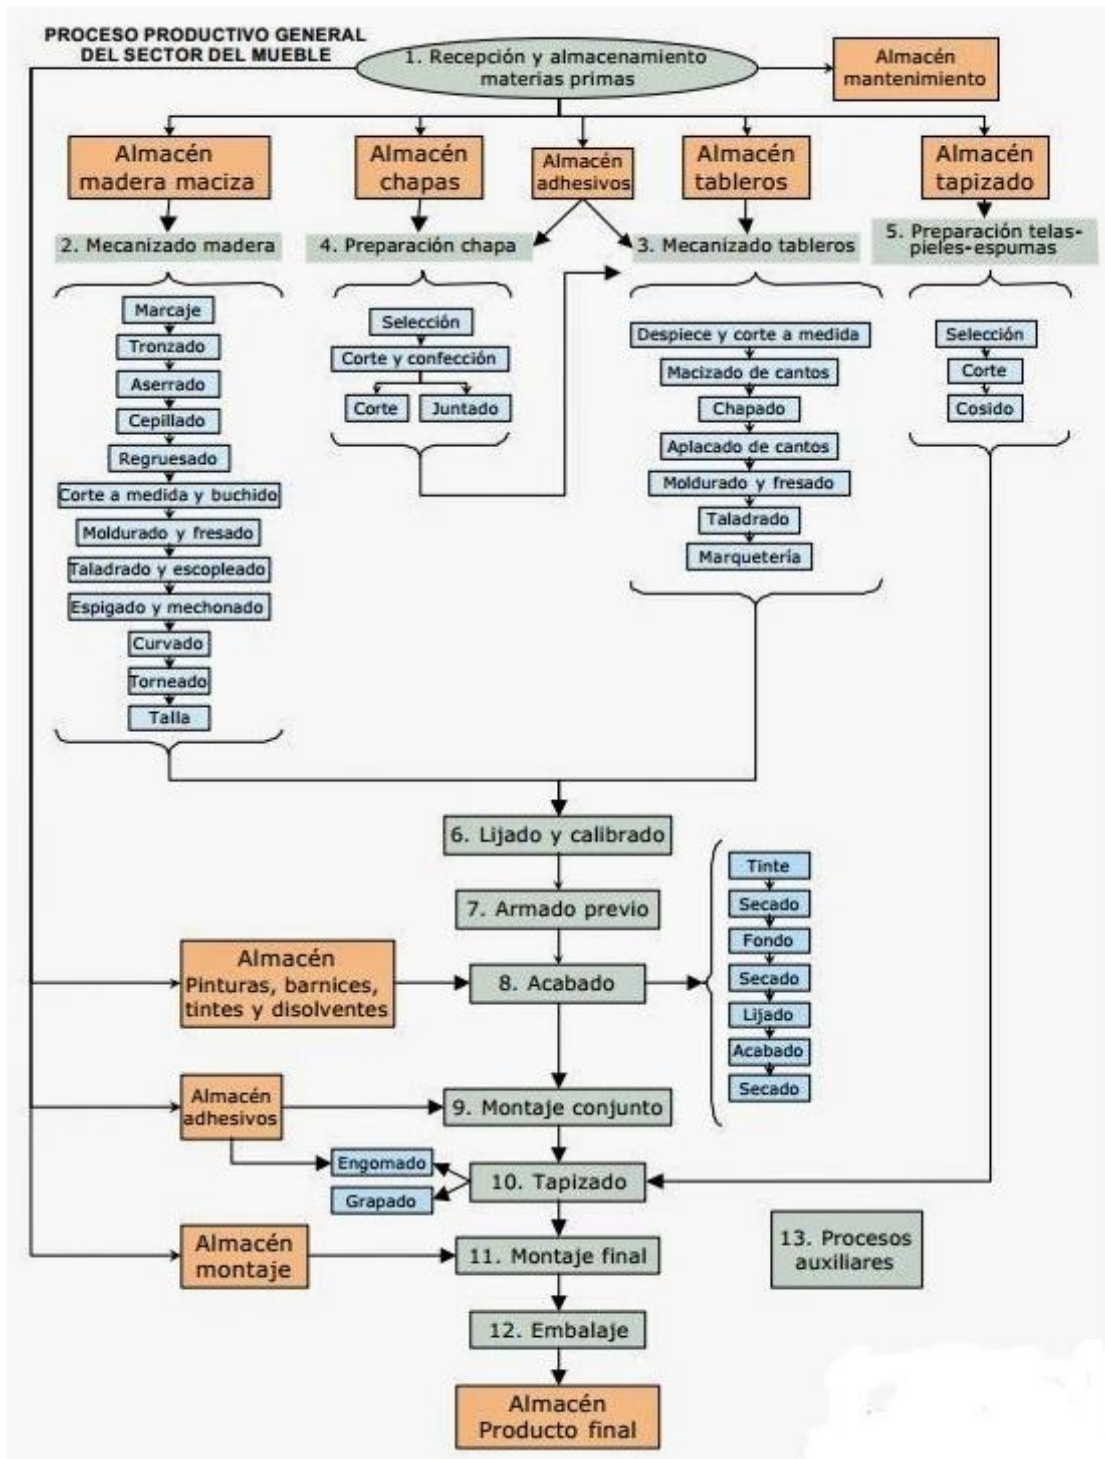 PROCESO PRODUCTIVO GENERAL
DEL SECTOR DEL MUEBLE
1. Recepción y almacenamiento
materias primas
Almacén
mantenimiento
Almacén
madera maciza
Almacén
chapas
Almacén
adhesivos
Almacén
tableros
Almacén
tapizado
2. Mecanizado madera
4. Preparación chapa
3. Mecanizado tableros
5. Preparación telas-
pieles-espumas
Marcaje
Tronzado
Aserrado
Cepillado
Regruesado
Corte a medida y buchido
Moldurado y fresado
Taladrado y escopleado
Espigado y mechonado
Curvado
Torneado
Talla
Selección
Corte y confección
Corte
Juntado
Despiece y corte a medida
Macizado de cantos
Chapado
Aplacado de cantos
Moldurado y fresado
Taladrado
Marquetería
Selección
Corte
Cosido
6. Lijado y calibrado
7. Armado previo
Almacén
Pinturas, barnices,
tintes y disolventes
8. Acabado
Tinte
Secado
Fondo
Secado
Lijado
Acabado
Secado
Almacén
adhesivos
9. Montaje conjunto
Engomado
Grapado
10. Tapizado
Almacén
montaje
11. Montaje final
13. Procesos
auxiliares
12. Embalaje
Almacén
Producto final